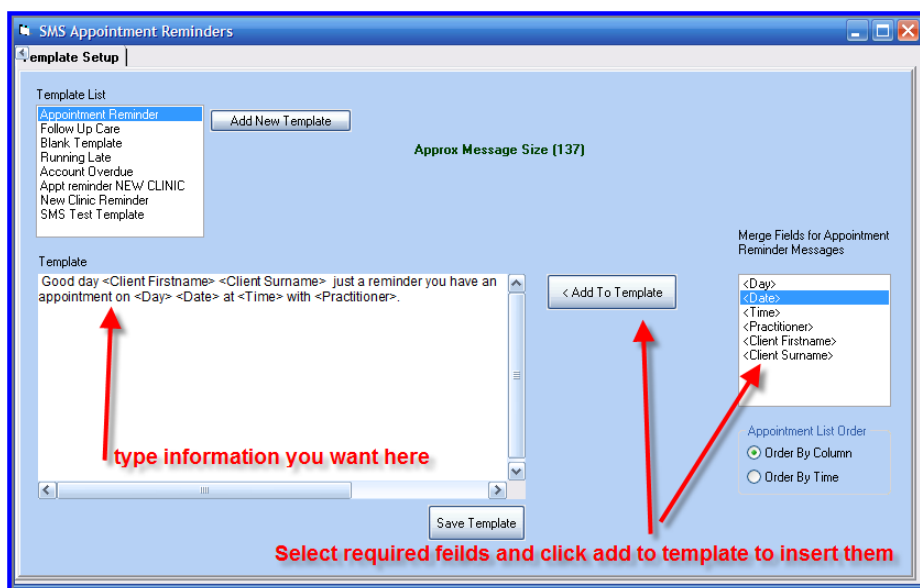 SMS Appointment Reminders
Template Setup
Template List
Appointment Reminder
Follow Up Care
Blank Template
Running Late
Account Overdue
Appt reminder NEW CLINIC
New Clinic Reminder
SMS Test Template
Add New Template
Approx Message Size (137)
Merge Fields for Appointment
Reminder Messages
<Day>
<Date>
<Time>
<Practitioner>
<Client Firstname>
<Client Surname>
Template
Good day <Client Firstname> <Client Surname>  just a reminder you have an
appointment on <Day> <Date> at <Time> with <Practitioner>.
< Add To Template
Appointment List Order
Order By Column
Order By Time
type information you want here
Save Template
Select required feilds and click add to template to insert them